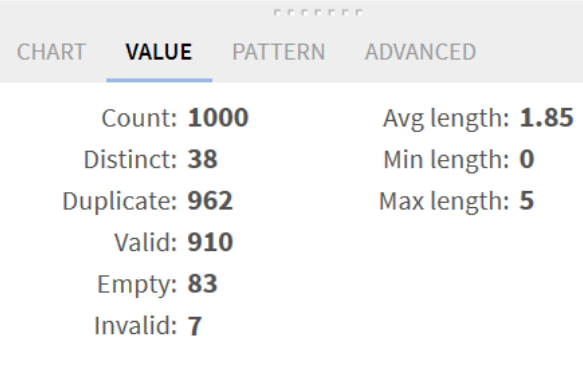 CHART VALUE PATTERN ADVANCED
Count: 1000 Avg length: 1.85
Distinct: 38 Min length: 0
Duplicate: 962 Max length: 5
Valid: 910
Empty: 83
Invalid: 7